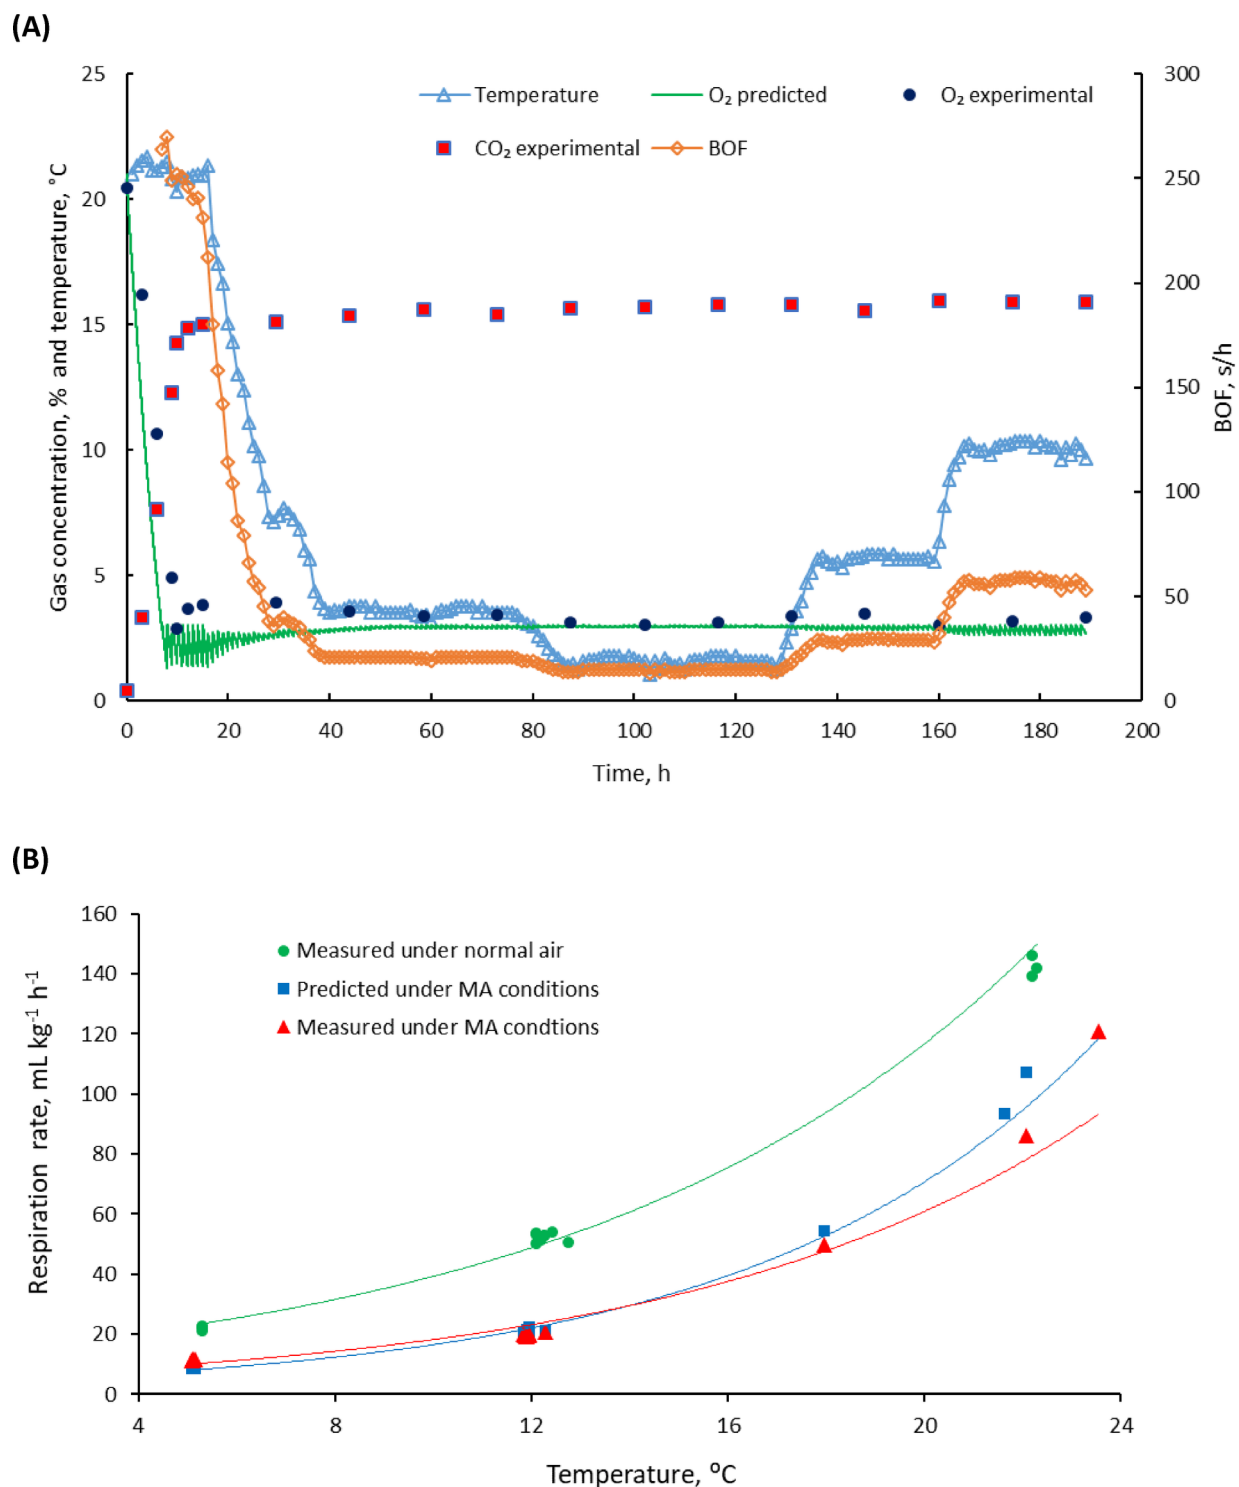 (A)
Temperature
O₂ predicted
O₂ experimental
CO₂ experimental
BOF
25
20
15
10
5
0
Gas concentration, % and temperature, °C
300
250
200
150
100
50
0
BOF, s/h
0 20 40 60 80 100 120 140 160 180 200
Time, h
(B)
Measured under normal air
Predicted under MA conditions
Measured under MA condtions
160
140
120
100
80
60
40
20
0
Respiration rate, mL kg⁻¹ h⁻¹
4 8 12 16 20 24
Temperature, °C